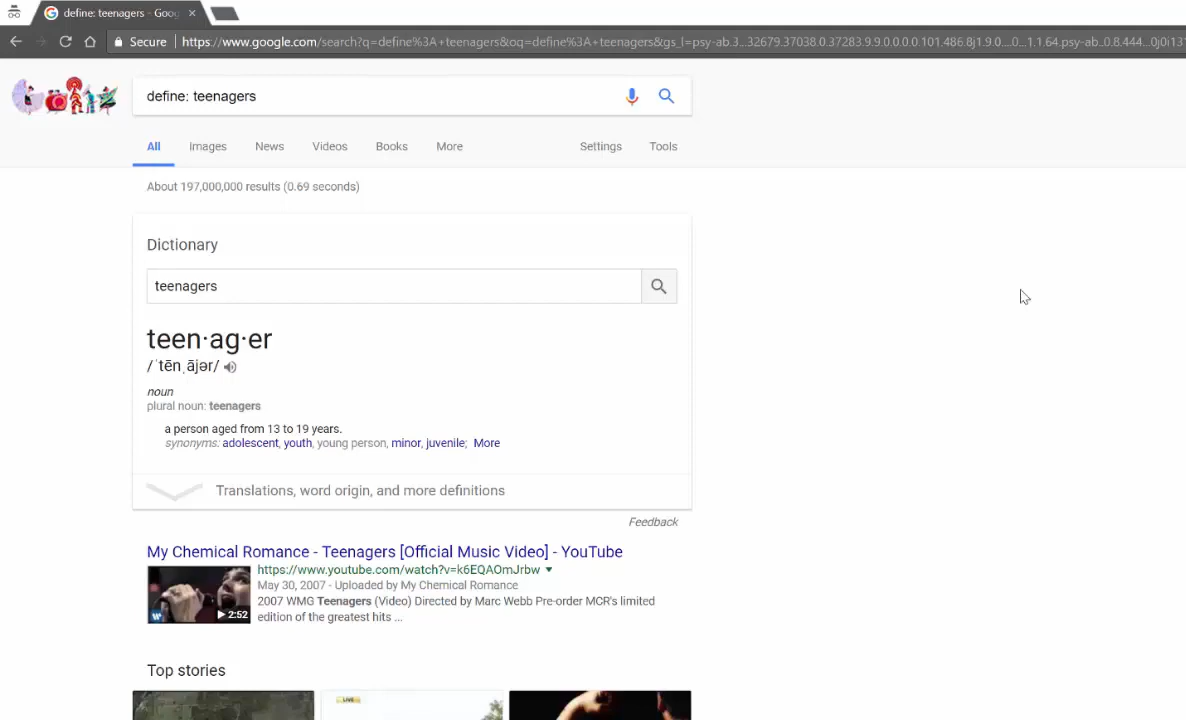 define: teenagers - Goog
Secure
https://www.google.com/search?q=define%3A+teenagers&oq=define%3A+teenagers&gs_l=psy-ab.3...32679.37038.0.37283.9.9.0.0.0.0.101.486.8j1.9.0....0...1.1.64.psy-ab..0.8.444...0j0i131
define: teenagers
All Images News Videos Books More Settings Tools
About 197,000,000 results (0.69 seconds)
Dictionary
teenagers
teen·ag·er
/ˈtēnˌājər/
noun
plural noun: teenagers
a person aged from 13 to 19 years.
synonyms: adolescent, youth, young person, minor, juvenile; More
Translations, word origin, and more definitions
Feedback
My Chemical Romance - Teenagers [Official Music Video] - YouTube
https://www.youtube.com/watch?v=k6EQAOmJrbw
May 30, 2007 - Uploaded by My Chemical Romance
2007 WMG Teenagers (Video) Directed by Marc Webb Pre-order MCR's limited
edition of the greatest hits ...
2:52
Top stories
LIVE